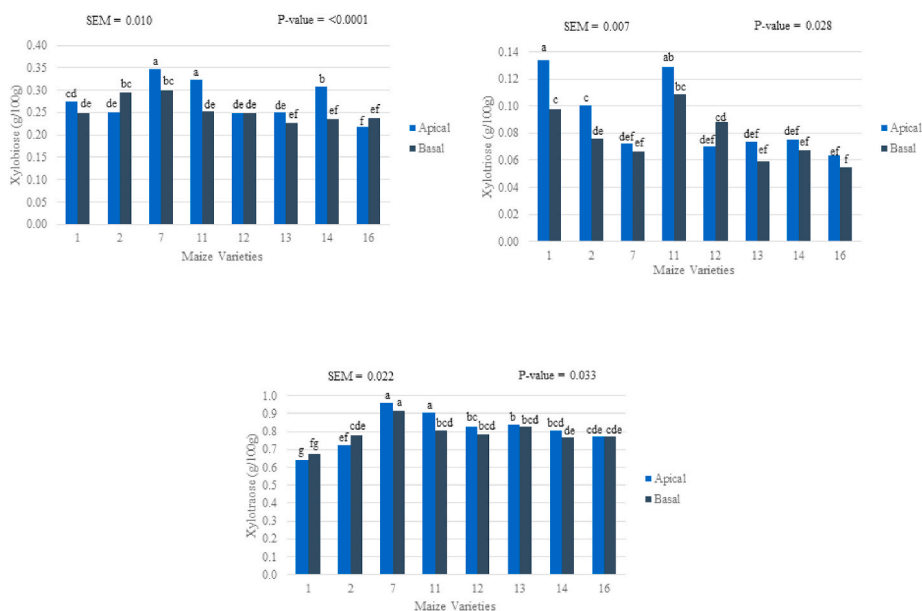 SEM = 0.010 P-value = <0.0001
Xylobiose (g/100g)
0.40
0.35
0.30
0.25
0.20
0.15
0.10
0.05
0.00
cd de de bc a bc a de de de de ef b ef f ef
1 2 7 11 12 13 14 16
Maize Varieties
Apical
Basal
SEM = 0.007 P-value = 0.028
Xylotriose (g/100g)
0.14
0.12
0.10
0.08
0.06
0.04
0.02
0.00
a c c de def ef ab bc def cd def ef def ef ef f
1 2 7 11 12 13 14 16
Maize Varieties
Apical
Basal
SEM = 0.022 P-value = 0.033
Xylotraose (g/100g)
1.0
0.9
0.8
0.7
0.6
0.5
0.4
0.3
0.2
0.1
0.0
g fg ef cde a a a bcd bc bcd b bcd bcd de cde cde
1 2 7 11 12 13 14 16
Maize Varieties
Apical
Basal